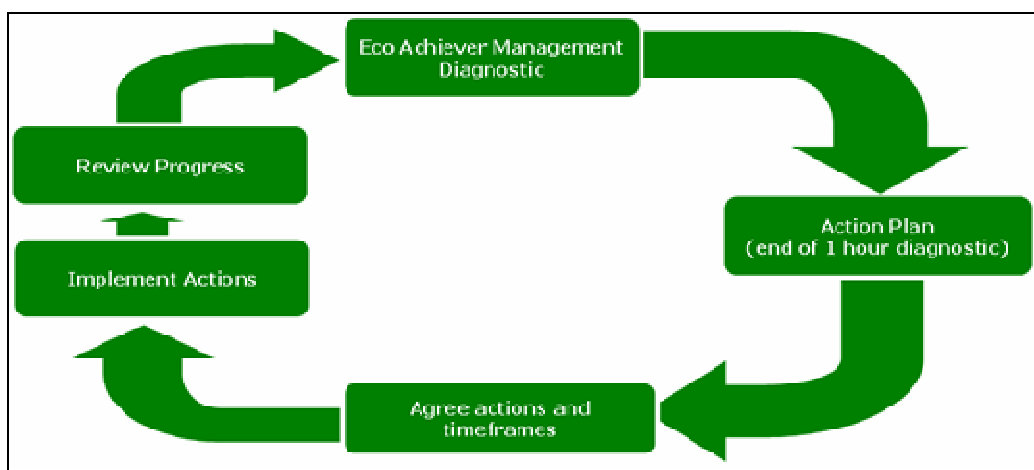 Eco Achiever Management
Diagnostic
Review Progress
Action Plan
(end of 1 hour diagnostic)
Implement Actions
Agree actions and
timeframes